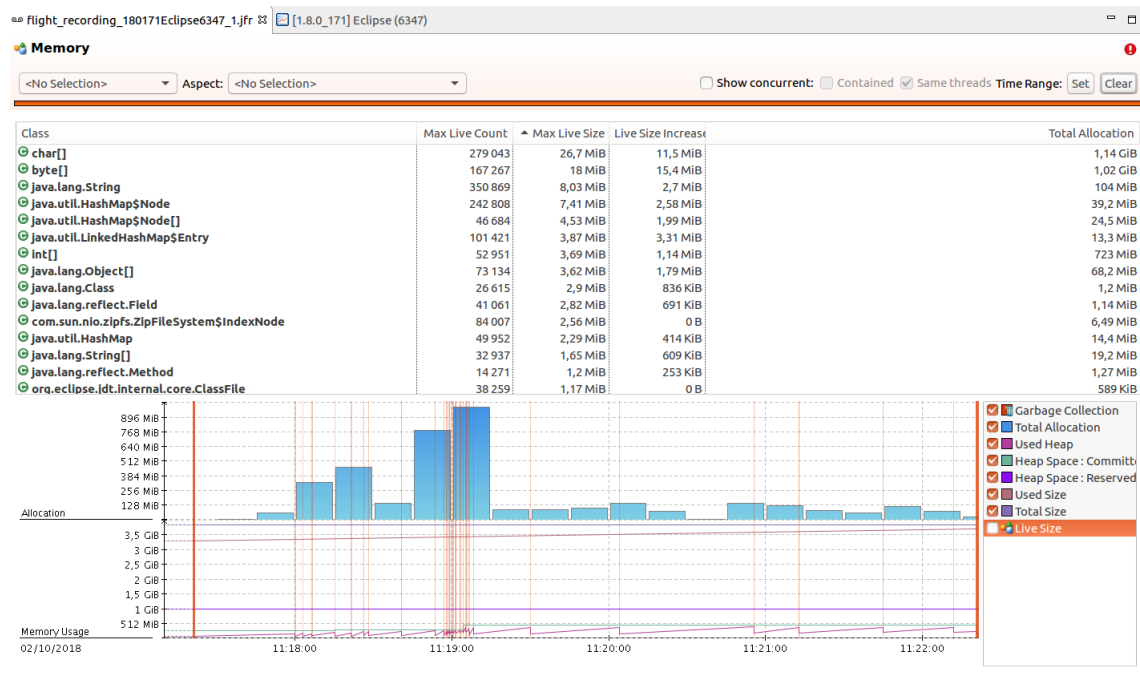 flight_recording_180171Eclipse6347_1.jfr [1.8.0_171] Eclipse (6347)
Memory
<No Selection> Aspect: <No Selection> Show concurrent: Contained Same threads Time Range: Set Clear
Class Max Live Count Max Live Size Live Size Increase Total Allocation
char[] 279 043 26,7 MiB 11,5 MiB 1,14 GiB
byte[] 167 267 18 MiB 15,4 MiB 1,02 GiB
java.lang.String 350 869 8,03 MiB 2,7 MiB 104 MiB
java.util.HashMap$Node 242 808 7,41 MiB 2,58 MiB 39,2 MiB
java.util.HashMap$Node[] 46 684 4,53 MiB 1,99 MiB 24,5 MiB
java.util.LinkedHashMap$Entry 101 421 3,87 MiB 3,31 MiB 13,3 MiB
int[] 52 951 3,69 MiB 1,14 MiB 723 MiB
java.lang.Object[] 73 134 3,62 MiB 1,79 MiB 68,2 MiB
java.lang.Class 26 615 2,9 MiB 836 KiB 1,2 MiB
java.lang.reflect.Field 41 061 2,82 MiB 691 KiB 1,14 MiB
com.sun.nio.zipfs.ZipFileSystem$IndexNode 84 007 2,56 MiB 0 B 6,49 MiB
java.util.HashMap 49 952 2,29 MiB 414 KiB 14,4 MiB
java.lang.String[] 32 937 1,65 MiB 609 KiB 19,2 MiB
java.lang.reflect.Method 14 271 1,2 MiB 253 KiB 1,27 MiB
org.eclipse.jdt.internal.core.ClassFile 38 259 1,17 MiB 0 B 589 KiB
896 MiB
768 MiB
640 MiB
512 MiB
384 MiB
256 MiB
128 MiB
Allocation
3,5 GiB
3 GiB
2,5 GiB
2 GiB
1,5 GiB
1 GiB
512 MiB
Memory Usage
02/10/2018 11:18:00 11:19:00 11:20:00 11:21:00 11:22:00
Garbage Collection
Total Allocation
Used Heap
Heap Space : Committe
Heap Space : Reserved
Used Size
Total Size
Live Size